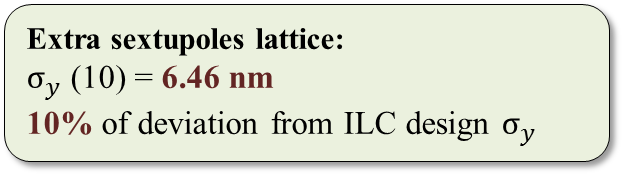 Extra sextupoles lattice:
σ𝑦 (10) = 6.46 nm
10% of deviation from ILC design σ𝑦